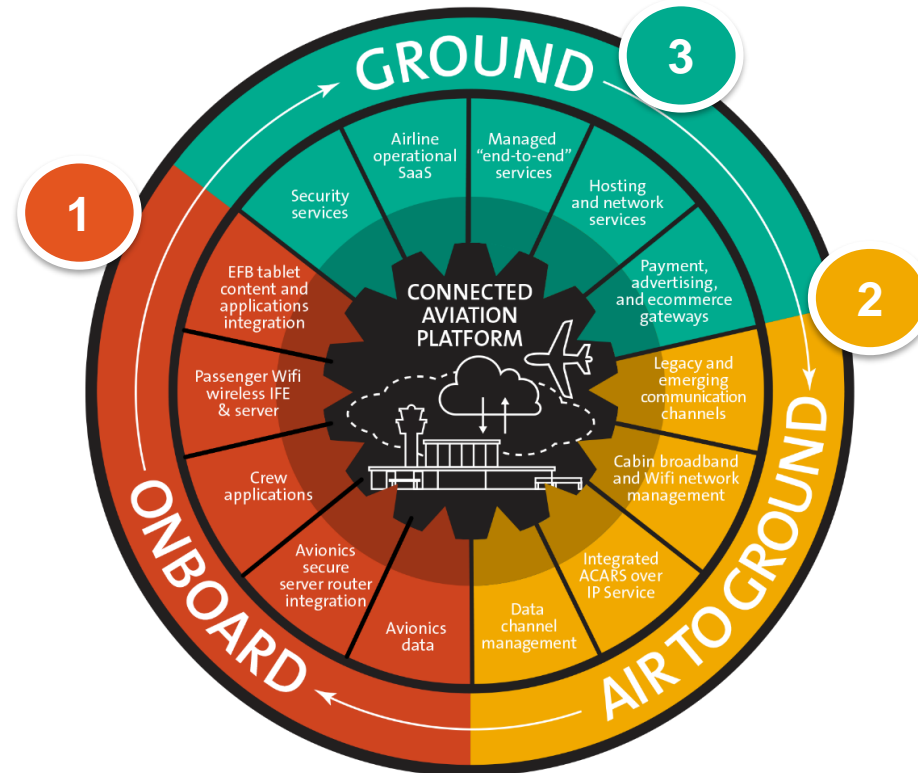 GROUND
3
1
2
Airline
operational
SaaS
Managed
“end-to-end”
services
Security
services
Hosting
and network
services
EFB tablet
content and
applications
integration
Payment,
advertising,
and ecommerce
gateways
CONNECTED
AVIATION
PLATFORM
Passenger Wifi
wireless IFE
& server
Legacy and
emerging
communication
channels
Crew
applications
Cabin broadband
and Wifi network
management
Avionics
secure
server router
integration
Integrated
ACARS over
IP Service
Avionics
data
Data
channel
management
ONBOARD
AIR TO GROUND